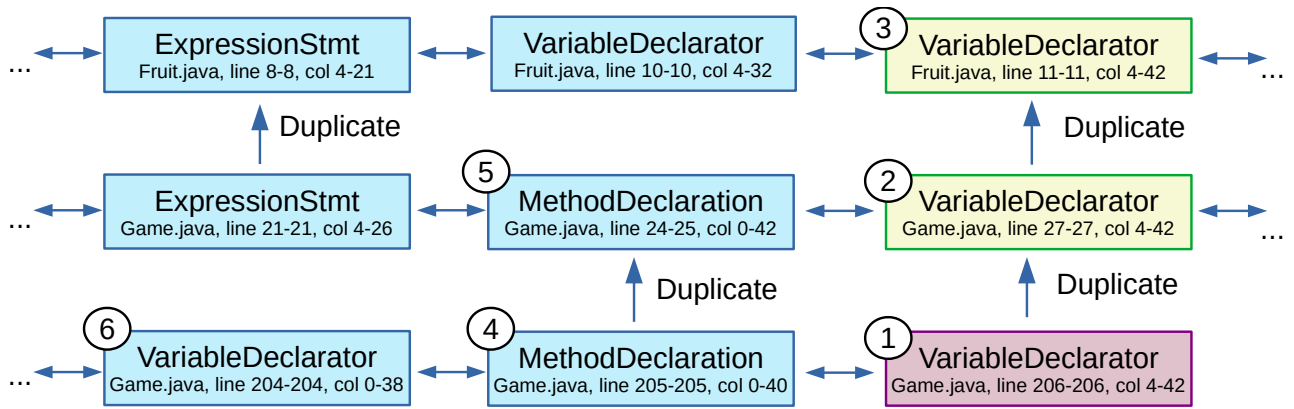 3
ExpressionStmt
Fruit.java, line 8-8, col 4-21
VariableDeclarator
Fruit.java, line 10-10, col 4-32
VariableDeclarator
Fruit.java, line 11-11, col 4-42
...
...
Duplicate
Duplicate
5
2
ExpressionStmt
Game.java, line 21-21, col 4-26
MethodDeclaration
Game.java, line 24-25, col 0-42
VariableDeclarator
Game.java, line 27-27, col 4-42
...
...
Duplicate
Duplicate
6
4
1
VariableDeclarator
Game.java, line 204-204, col 0-38
MethodDeclaration
Game.java, line 205-205, col 0-40
VariableDeclarator
Game.java, line 206-206, col 4-42
...